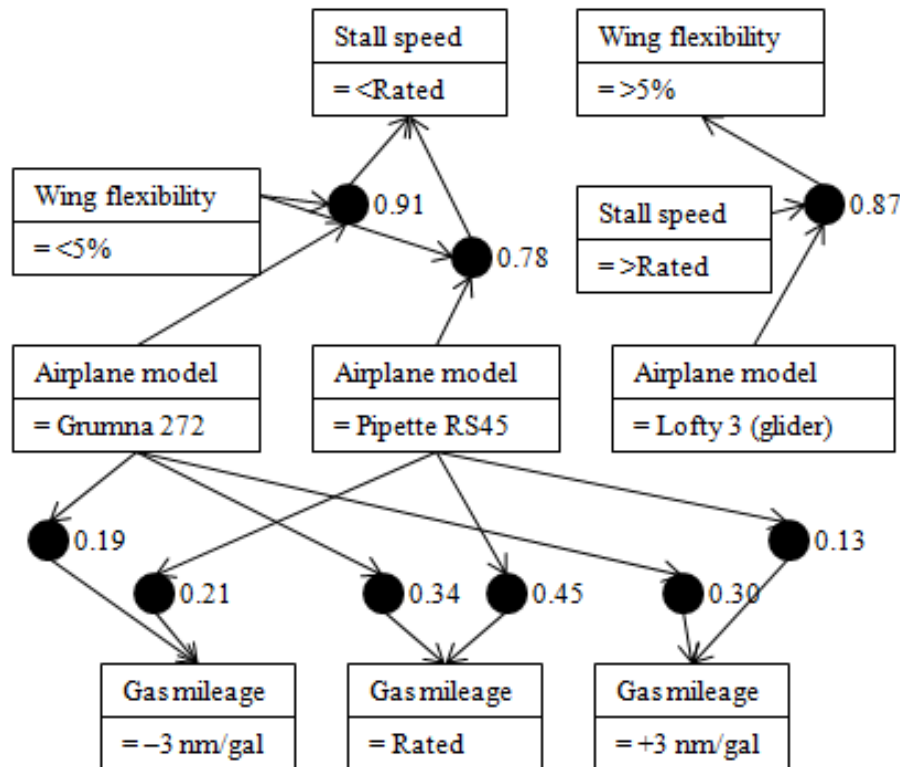 Stall speed
= <Rated
Wing flexibility
= >5%
Wing flexibility
= <5%
0.91
0.78
Stall speed
= >Rated
0.87
Airplane model
= Grumna 272
Airplane model
= Pipette RS45
Airplane model
= Lofty 3 (glider)
0.19
0.21
0.34
0.45
0.30
0.13
Gas mileage
= –3 nm/gal
Gas mileage
= Rated
Gas mileage
= +3 nm/gal